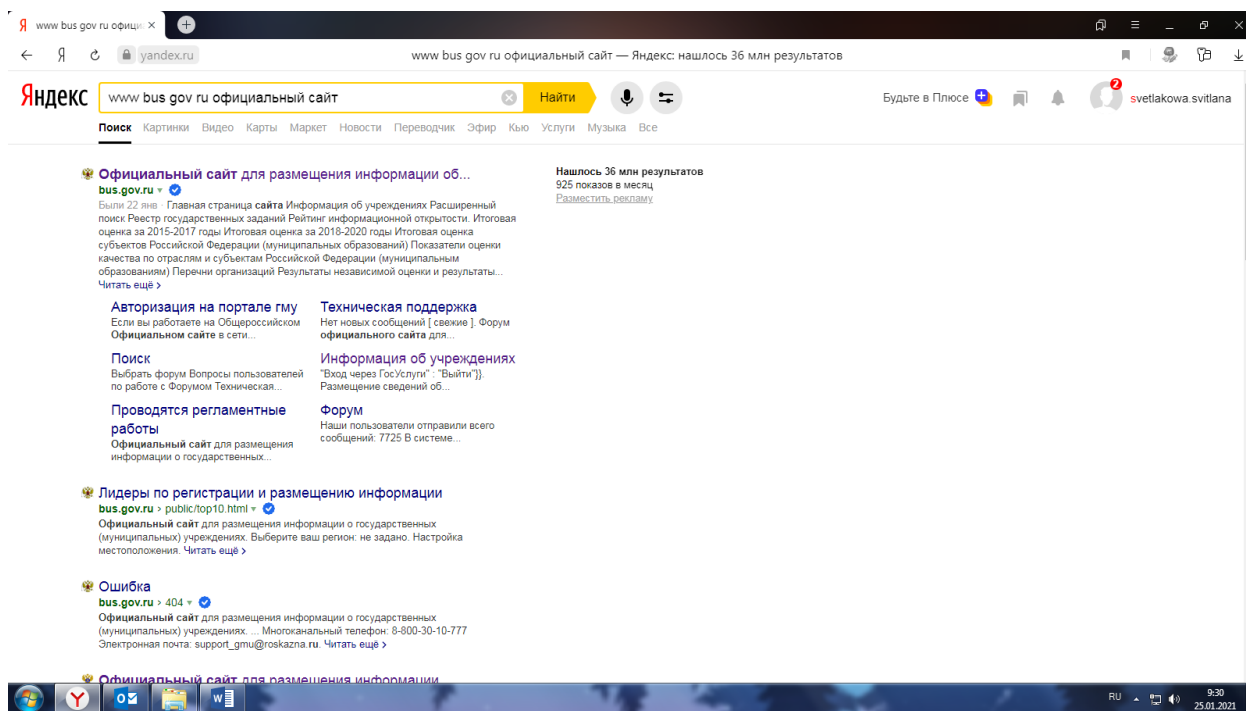 www bus gov ru официс
yandex.ru www bus gov ru официальный сайт — Яндекс: нашлось 36 млн результатов
Яндекс www bus gov ru официальный сайт Найти Будьте в Плюсе 2 svetlakowa.svitlana
Поиск Картинки Видео Карты Маркет Новости Переводчик Эфир Кью Услуги Музыка Все
Официальный сайт для размещения информации об...
bus.gov.ru
Были 22 янв · Главная страница сайта Информация об учреждениях Расширенный
поиск Реестр государственных заданий Рейтинг информационной открытости. Итоговая
оценка за 2015-2017 годы Итоговая оценка за 2018-2020 годы Итоговая оценка
субъектов Российской Федерации (муниципальных образований) Показатели оценки
качества по отраслям и субъектам Российской Федерации (муниципальным
образованиям) Перечни организаций Результаты независимой оценки и результаты...
Читать ещё >
Нашлось 36 млн результатов
925 показов в месяц
Разместить рекламу
Авторизация на портале гму
Если вы работаете на Общероссийском
Официальном сайте в сети...
Техническая поддержка
Нет новых сообщений [ свежие ]. Форум
официального сайта для...
Поиск
Выбрать форум Вопросы пользователей
по работе с Форумом Техническая...
Информация об учреждениях
"Вход через ГосУслуги" : "Выйти"}}.
Размещение сведений об...
Проводятся регламентные
работы
Официальный сайт для размещения
информации о государственных...
Форум
Наши пользователи отправили всего
сообщений: 7725 В системе...
Лидеры по регистрации и размещению информации
bus.gov.ru > public/top10.html
Официальный сайт для размещения информации о государственных
(муниципальных) учреждениях. Выберите ваш регион: не задано. Настройка
местоположения. Читать ещё >
Ошибка
bus.gov.ru > 404
Официальный сайт для размещения информации о государственных
(муниципальных) учреждениях. ... Многоканальный телефон: 8-800-30-10-777
Электронная почта: support_gmu@roskazna.ru. Читать ещё >
Официальный сайт для размещения информации
RU 9:30
25.01.2021